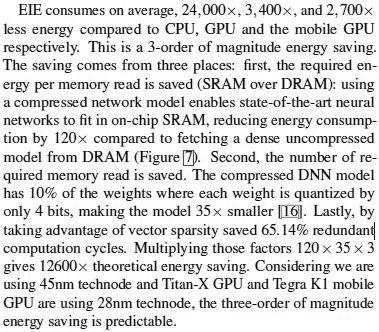 EIE consumes on average, 24,000×, 3,400×, and 2,700×
less energy compared to CPU, GPU and the mobile GPU
respectively. This is a 3-order of magnitude energy saving.
The saving comes from three places: first, the required en-
ergy per memory read is saved (SRAM over DRAM): using
a compressed network model enables state-of-the-art neural
networks to fit in on-chip SRAM, reducing energy consump-
tion by 120× compared to fetching a dense uncompressed
model from DRAM (Figure 7). Second, the number of re-
quired memory read is saved. The compressed DNN model
has 10% of the weights where each weight is quantized by
only 4 bits, making the model 35× smaller [16]. Lastly, by
taking advantage of vector sparsity saved 65.14% redundant
computation cycles. Multiplying those factors 120 × 35 × 3
gives 12600× theoretical energy saving. Considering we are
using 45nm technode and Titan-X GPU and Tegra K1 mobile
GPU are using 28nm technode, the three-order of magnitude
energy saving is predictable.